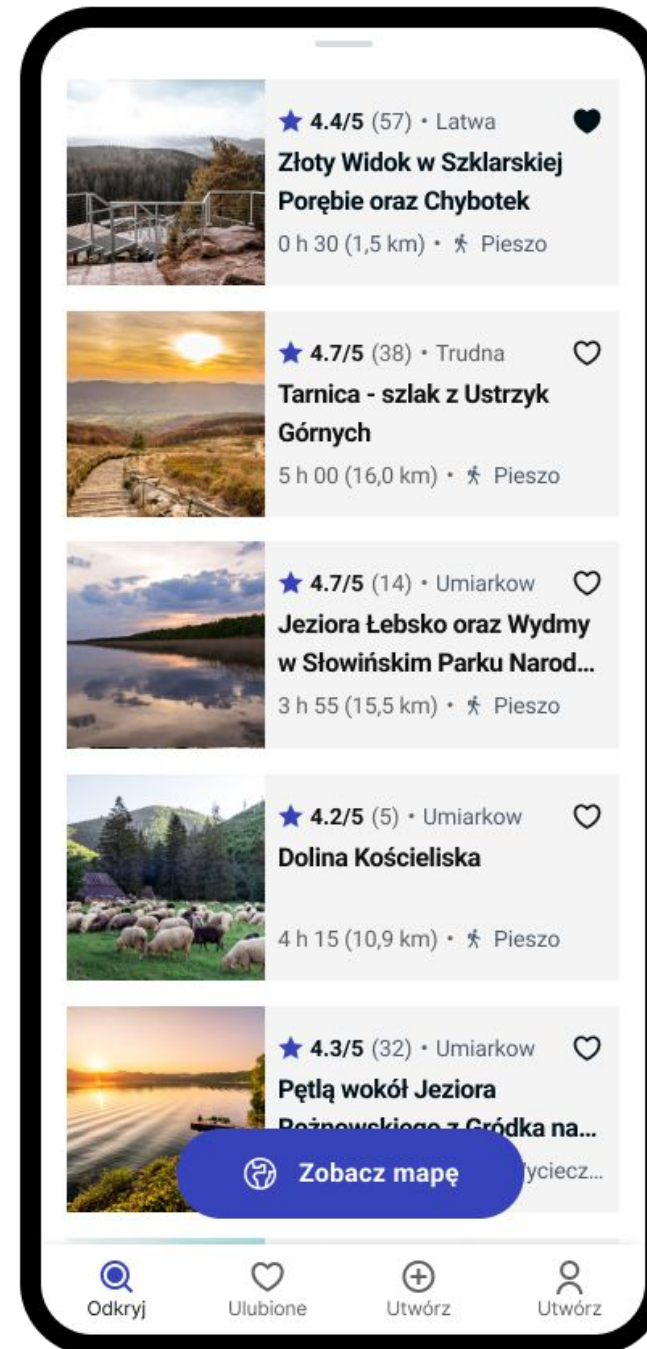 4.4/5 (57) • Latwa
Złoty Widok w Szklarskiej
Porębie oraz Chybotek
0 h 30 (1,5 km) • Pieszo
4.7/5 (38) • Trudna
Tarnica - szlak z Ustrzyk
Górnych
5 h 00 (16,0 km) • Pieszo
4.7/5 (14) • Umiarkow
Jeziora Łebsko oraz Wydmy
w Słowińskim Parku Narod...
3 h 55 (15,5 km) • Pieszo
4.2/5 (5) • Umiarkow
Dolina Kościeliska
4 h 15 (10,9 km) • Pieszo
4.3/5 (32) • Umiarkow
Pętlą wokół Jeziora
Rożnowskiego z Gródka na...
Zobacz mapę
Odkryj
Ulubione
Utwórz
Utwórz